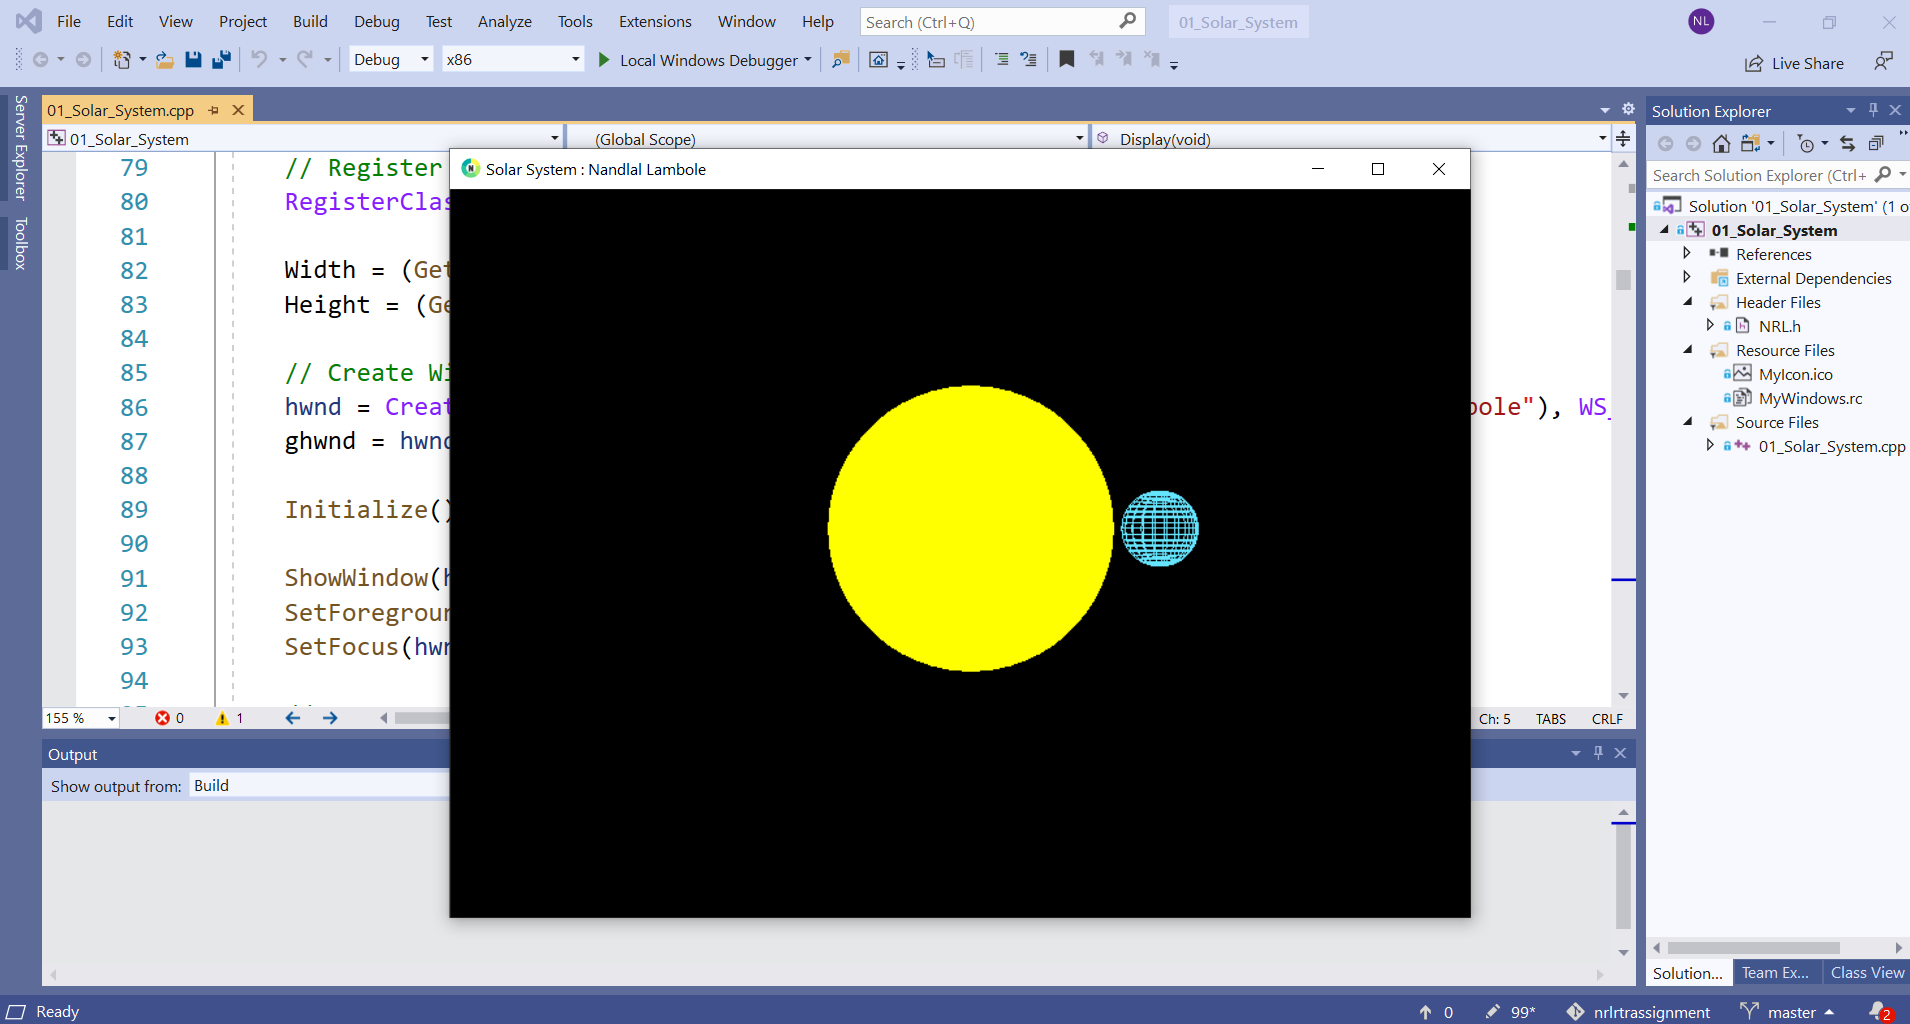 File Edit View Project Build Debug Test Analyze Tools Extensions Window Help Search (Ctrl+Q) 01_Solar_System NL
Debug x86 Local Windows Debugger Live Share
Server Explorer
Toolbox
01_Solar_System.cpp
01_Solar_System (Global Scope) Display(void)
Solar System : Nandlal Lambole
79 // Register
80 RegisterClas
81
82 Width = (Get
83 Height = (Ge
84
85 // Create Wi
86 hwnd = Creat ole"), WS_
87 ghwnd = hwnd
88
89 Initialize()
90
91 ShowWindow(h
92 SetForegroun
93 SetFocus(hwn
94
155 % 0 1 Ch: 5 TABS CRLF
Output
Show output from: Build
Solution Explorer
Search Solution Explorer (Ctrl+
Solution '01_Solar_System' (1 o
01_Solar_System
References
External Dependencies
Header Files
NRL.h
Resource Files
MyIcon.ico
MyWindows.rc
Source Files
01_Solar_System.cpp
Solution... Team Ex... Class View
Ready 0 99* nrlrtrassignment master 2